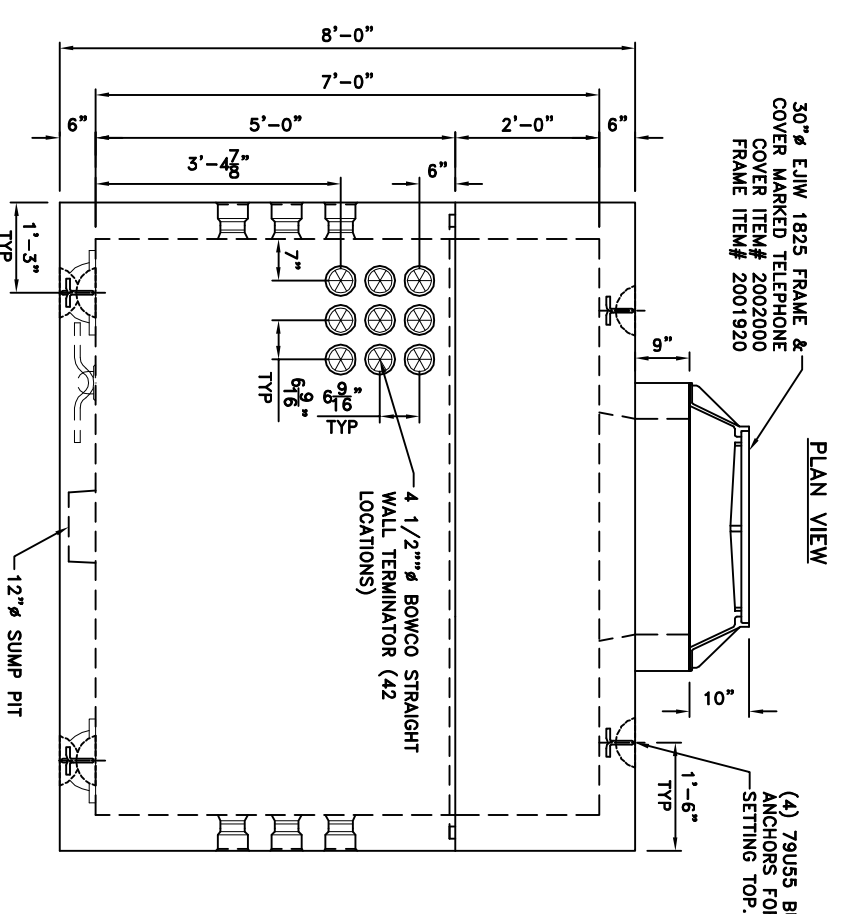 8'-0"
7'-0"
6"
5'-0"
2'-0"
6"
3'-4 7/8"
6"
30"ø EJIW 1825 FRAME &
COVER MARKED TELEPHONE
COVER ITEM# 2002000
FRAME ITEM# 2001920
PLAN VIEW
1'-3"
TYP
7"
6 9/16"
TYP
6 9/16"
TYP
9"
10"
4 1/2""ø BOWCO STRAIGHT
WALL TERMINATOR (42
LOCATIONS)
12"ø SUMP PIT
1'-6"
TYP
(4) 79U55
ANCHORS
SETTING TOP.